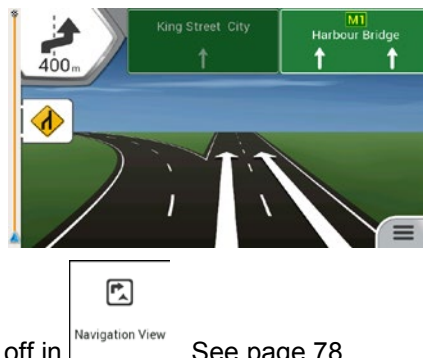 King Street City
M1
Harbour Bridge
400m
Navigation View
off in
See page 78